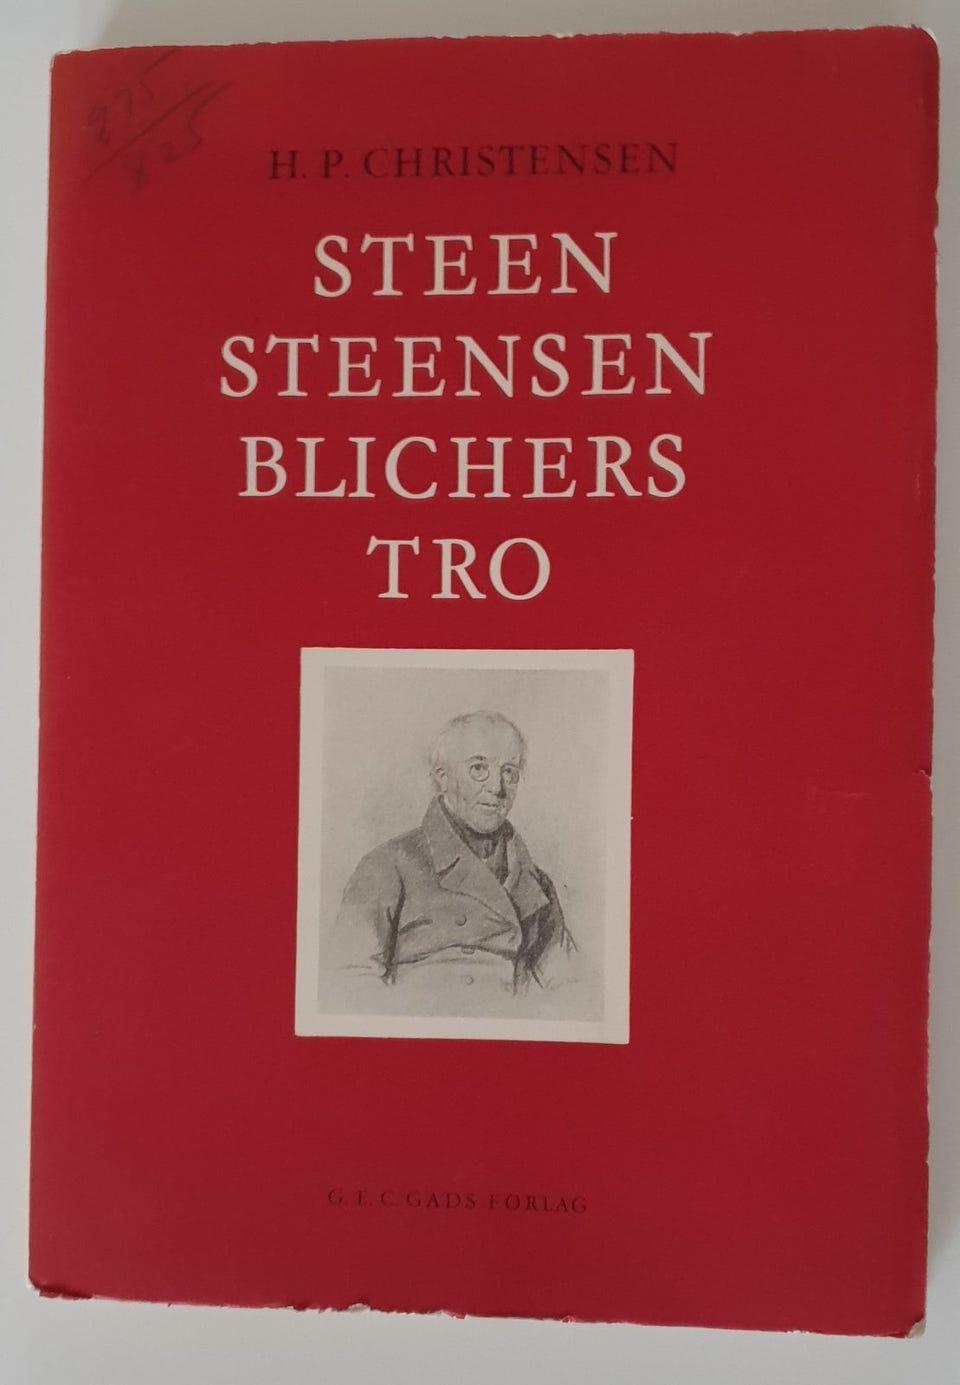 H. P. CHRISTENSEN
STEEN
STEENSEN
BLICHERS
TRO
G. E. C. GADS FORLAG